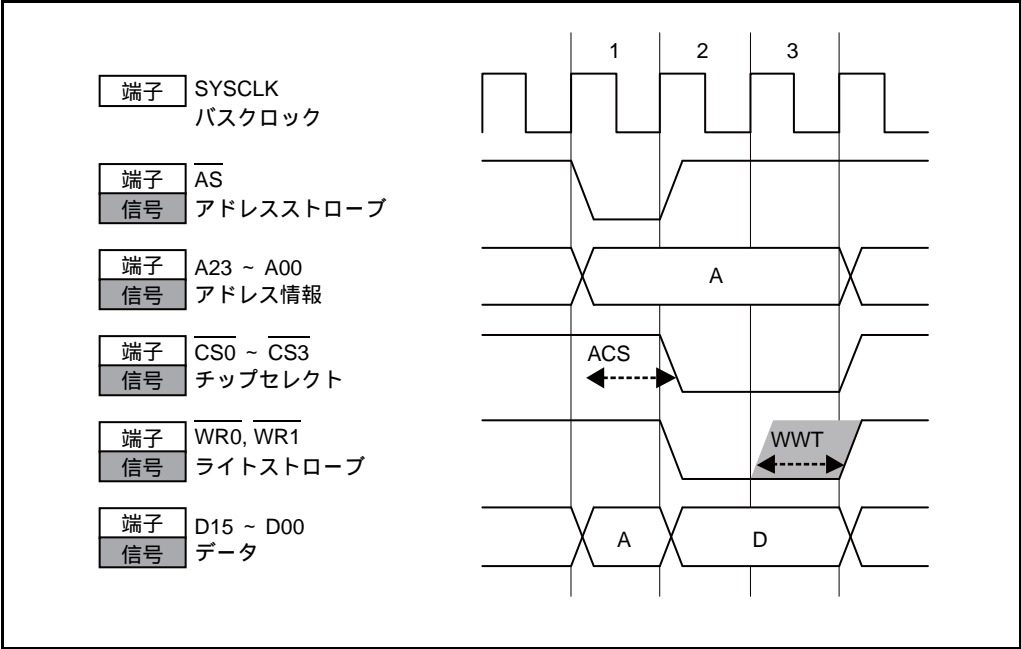 1 2 3
端子 SYSCLK
バスクロック
端子 AS
信号 アドレスストローブ
端子 A23 ~ A00
信号 アドレス情報
A
端子 CS0 ~ CS3
信号 チップセレクト
ACS
端子 WR0, WR1
信号 ライトストローブ
WWT
端子 D15 ~ D00
信号 データ
A D